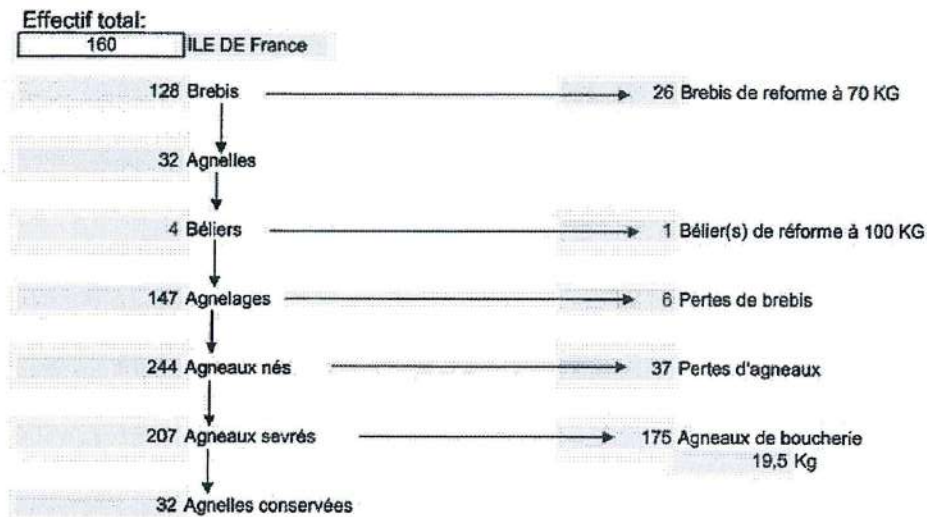 Effectif total:
160 ILE DE France
128 Brebis 26 Brebis de reforme à 70 KG
32 Agnelles
4 Béliers 1 Bélier(s) de réforme à 100 KG
147 Agnelages 6 Pertes de brebis
244 Agneaux nés 37 Pertes d'agneaux
207 Agneaux sevrés 175 Agneaux de boucherie
19,5 Kg
32 Agnelles conservées